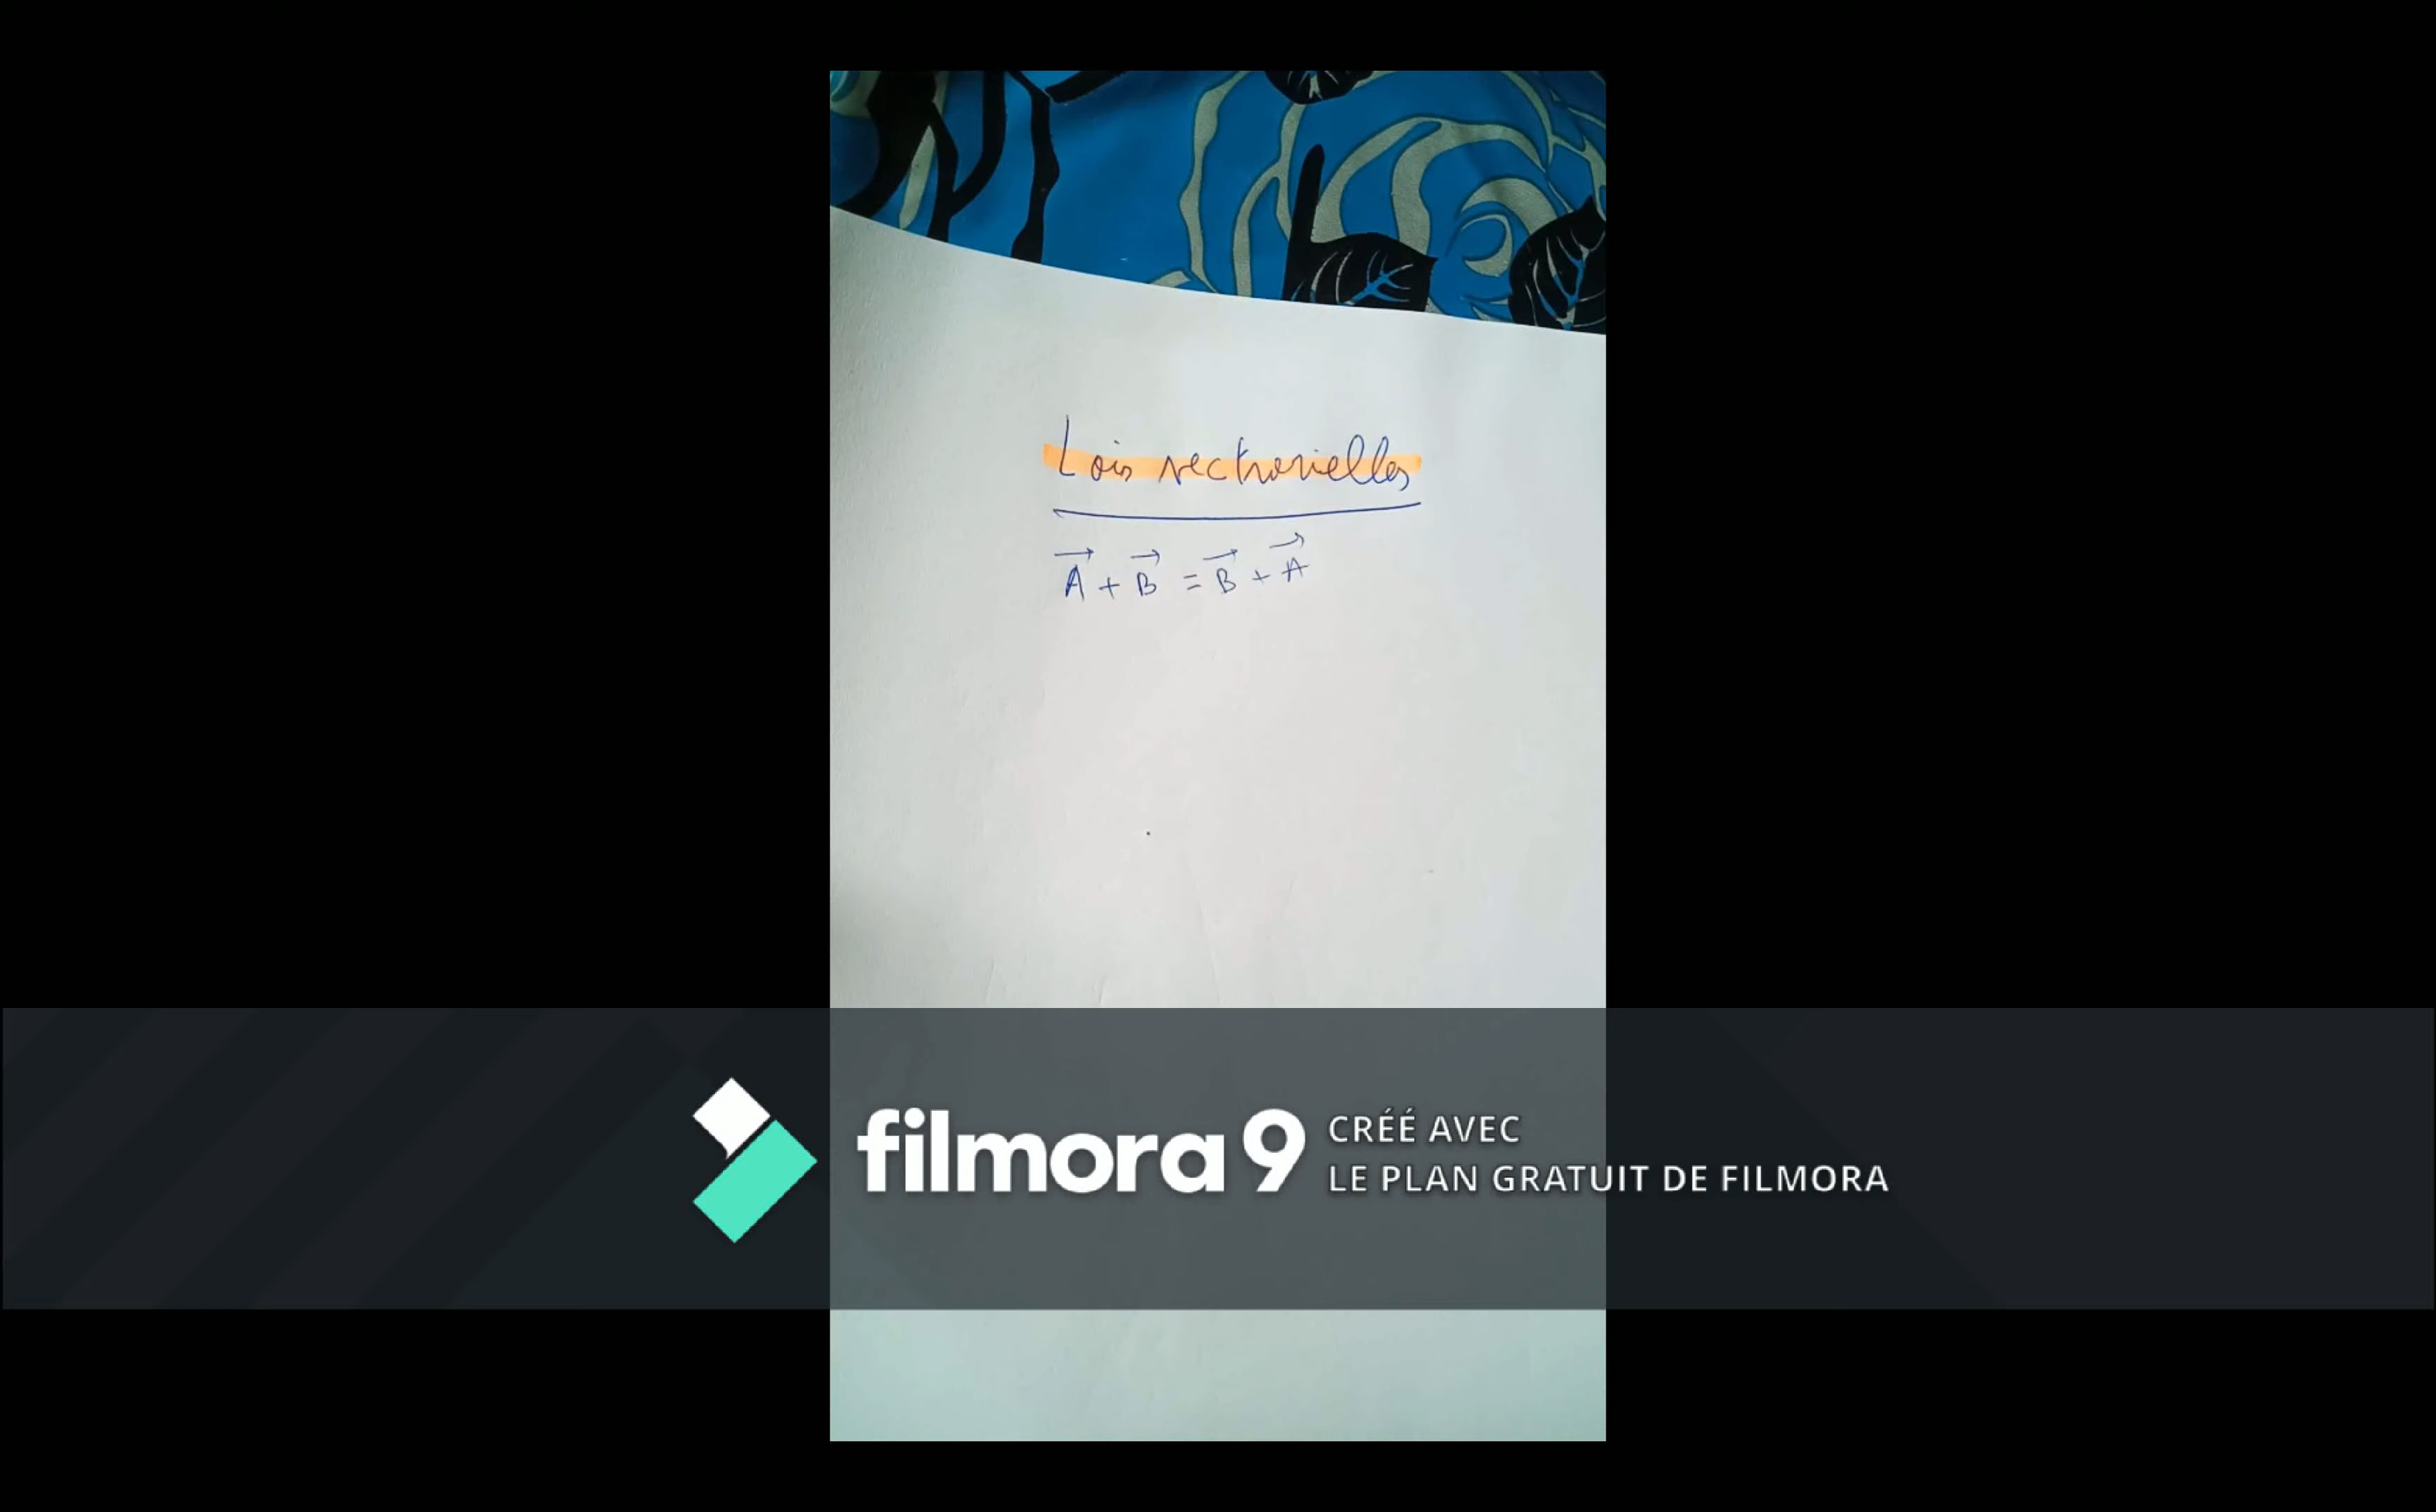 Lois vectorielles
A→ + B→ = B→ + A→
filmora 9 CRÉÉ AVEC
LE PLAN GRATUIT DE FILMORA